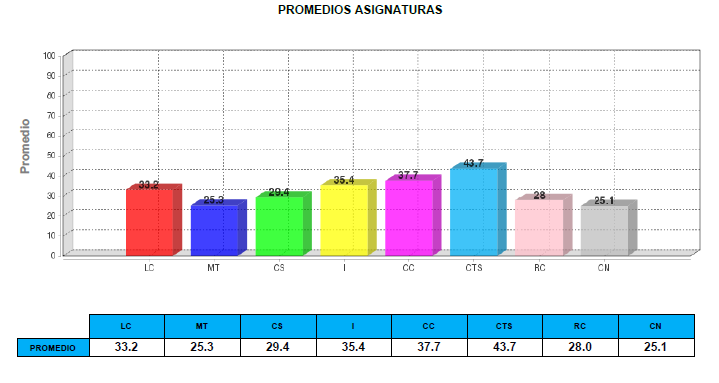 PROMEDIOS ASIGNATURAS
Promedio
100
90
80
70
60
50
40
30
20
10
0
33.2 25.3 29.4 35.4 37.7 43.7 28 25.1
LC MT CS I CC CTS RC CN
LC MT CS I CC CTS RC CN
PROMEDIO 33.2 25.3 29.4 35.4 37.7 43.7 28.0 25.1